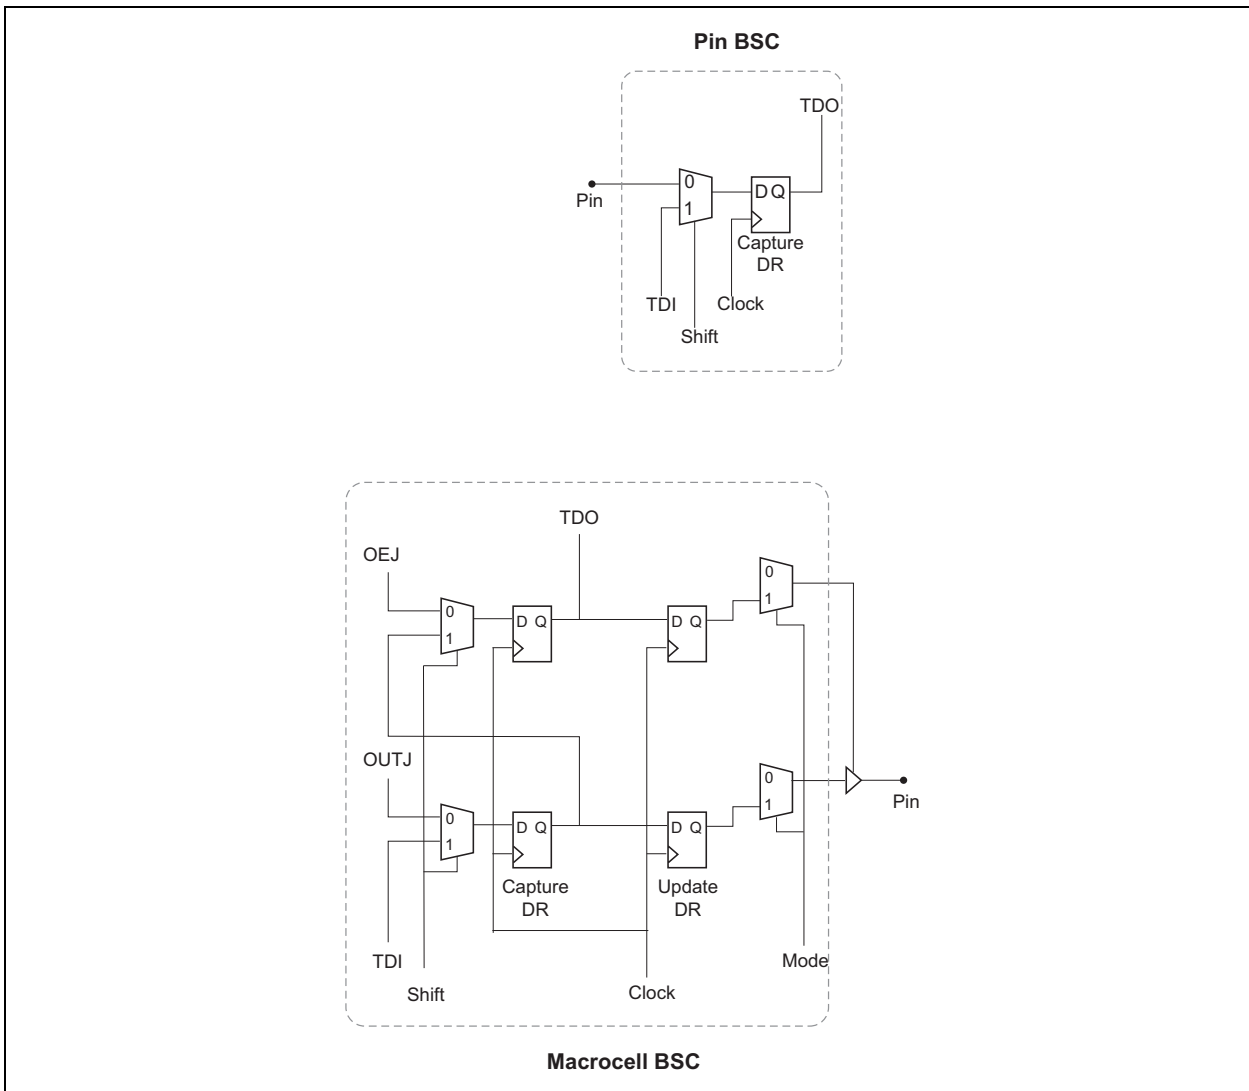 Pin BSC
TDO
0
Pin
1
D Q
Capture
DR
TDI
Clock
Shift
TDO
OEJ
0
1
0
1
D Q
D Q
OUTJ
0
1
0
1
Pin
D Q
D Q
Capture
DR
Update
DR
TDI
Mode
Shift
Clock
Macrocell BSC